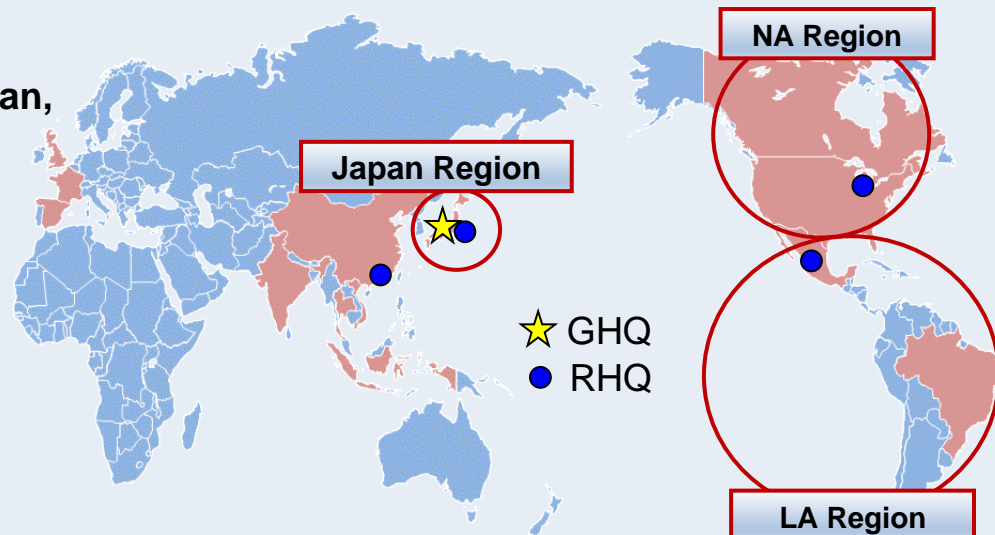 NA Region
an,
Japan Region
GHQ
RHQ
LA Region